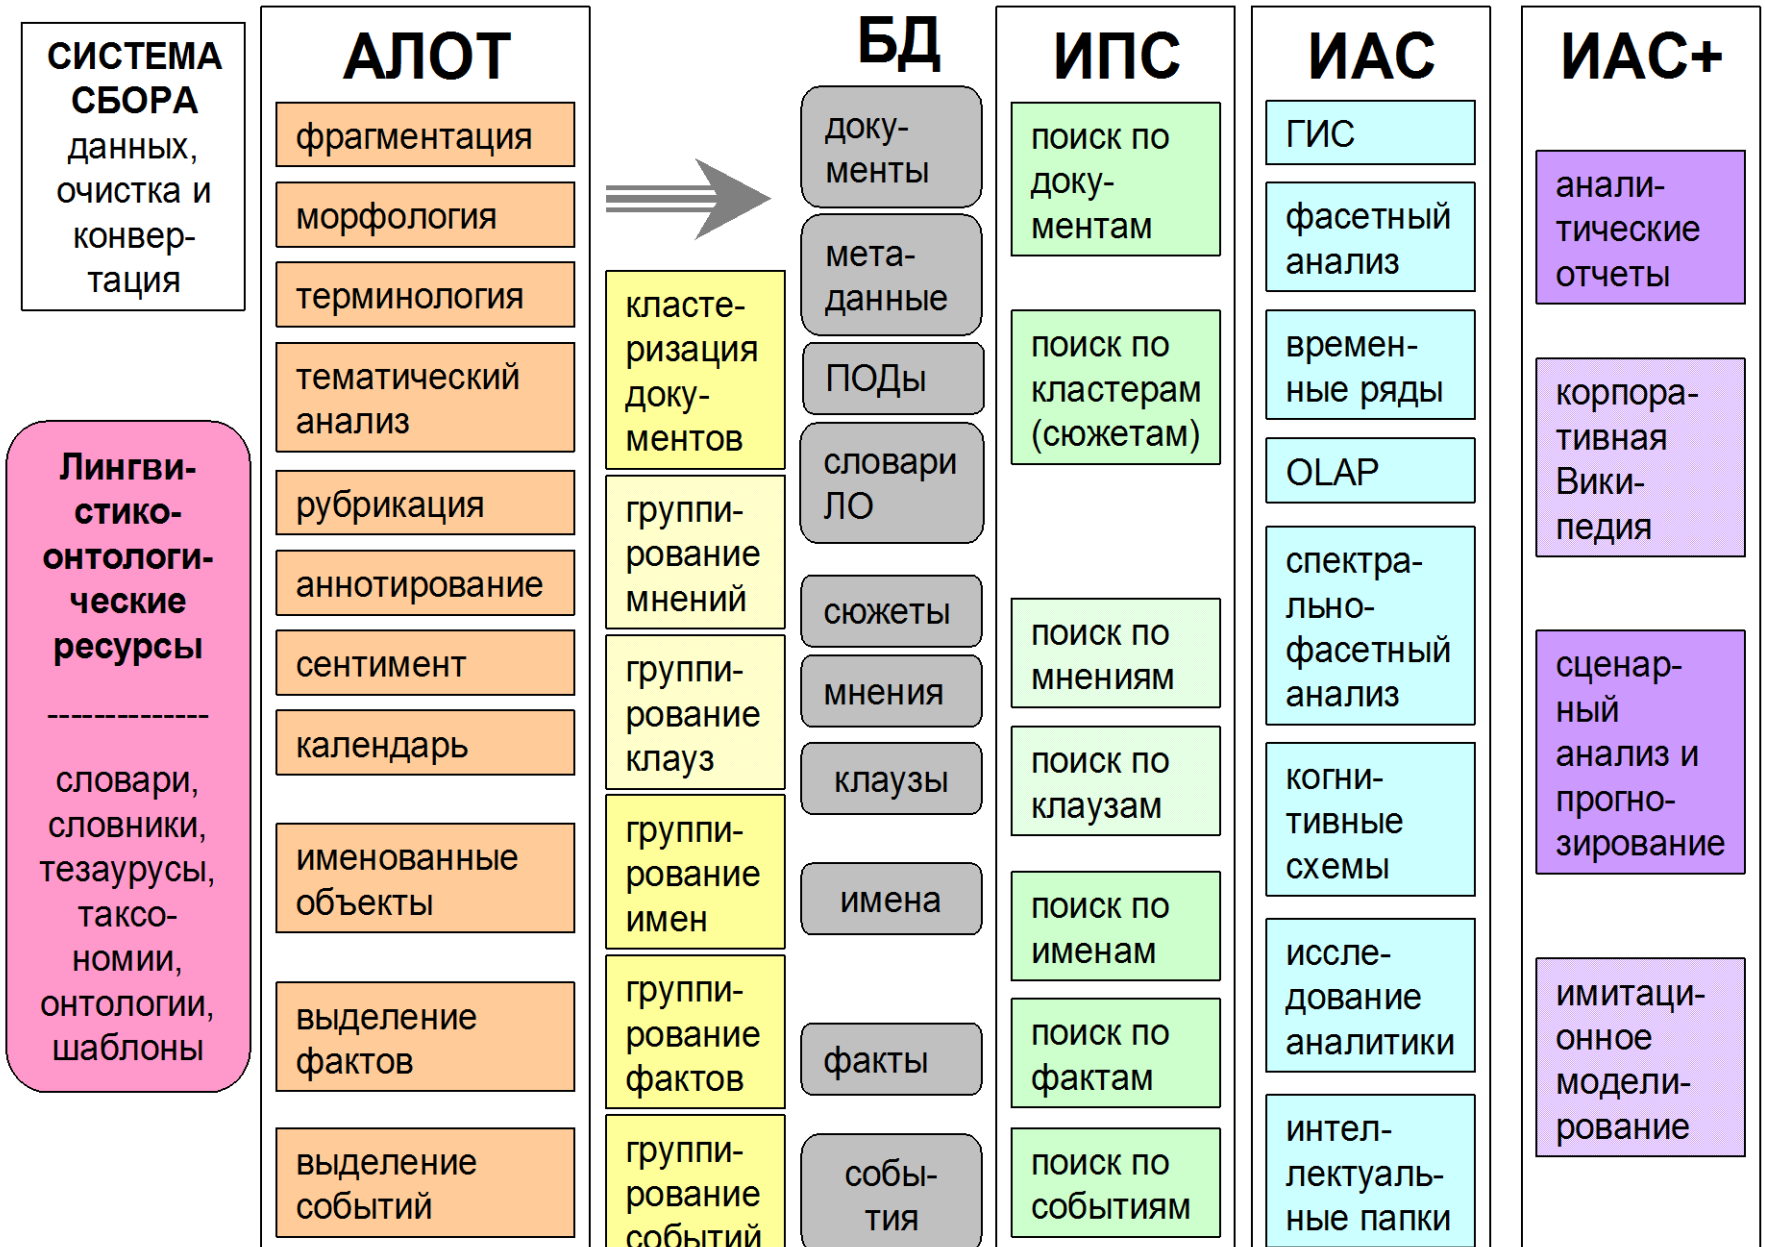 СИСТЕМА
СБОРА
данных,
очистка и
конвер-
тация
Лингви-
стико-
онтологи-
ческие
ресурсы
--------------
словари,
словники,
тезаурусы,
таксо-
номии,
онтологии,
шаблоны
АЛОТ
фрагментация
морфология
терминология
тематический
анализ
рубрикация
аннотирование
сентимент
календарь
именованные
объекты
выделение
фактов
выделение
событий
класте-
ризация
доку-
ментов
группи-
рование
мнений
группи-
рование
клауз
группи-
рование
имен
группи-
рование
фактов
группи-
рование
событий
БД
доку-
менты
мета-
данные
ПОДы
словари
ЛО
сюжеты
мнения
клаузы
имена
факты
собы-
тия
ИПС
поиск по
доку-
ментам
поиск по
кластерам
(сюжетам)
поиск по
мнениям
поиск по
клаузам
поиск по
именам
поиск по
фактам
поиск по
событиям
ИАС
ГИС
фасетный
анализ
времен-
ные ряды
OLAP
спектра-
льно-
фасетный
анализ
когни-
тивные
схемы
иссле-
дование
аналитики
интел-
лектуаль-
ные папки
ИАС+
анали-
тические
отчеты
корпора-
тивная
Вики-
педия
сценар-
ный
анализ и
прогно-
зирование
имитаци-
онное
модели-
рование